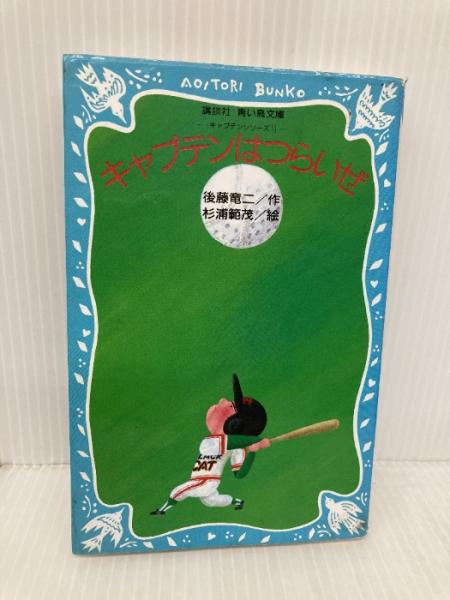 AOITORI BUNKO
講談社 青い鳥文庫
—キャプテンシリーズ1—
キャプテンはつらいぜ
後藤竜二／作
杉浦範茂／絵
CAT